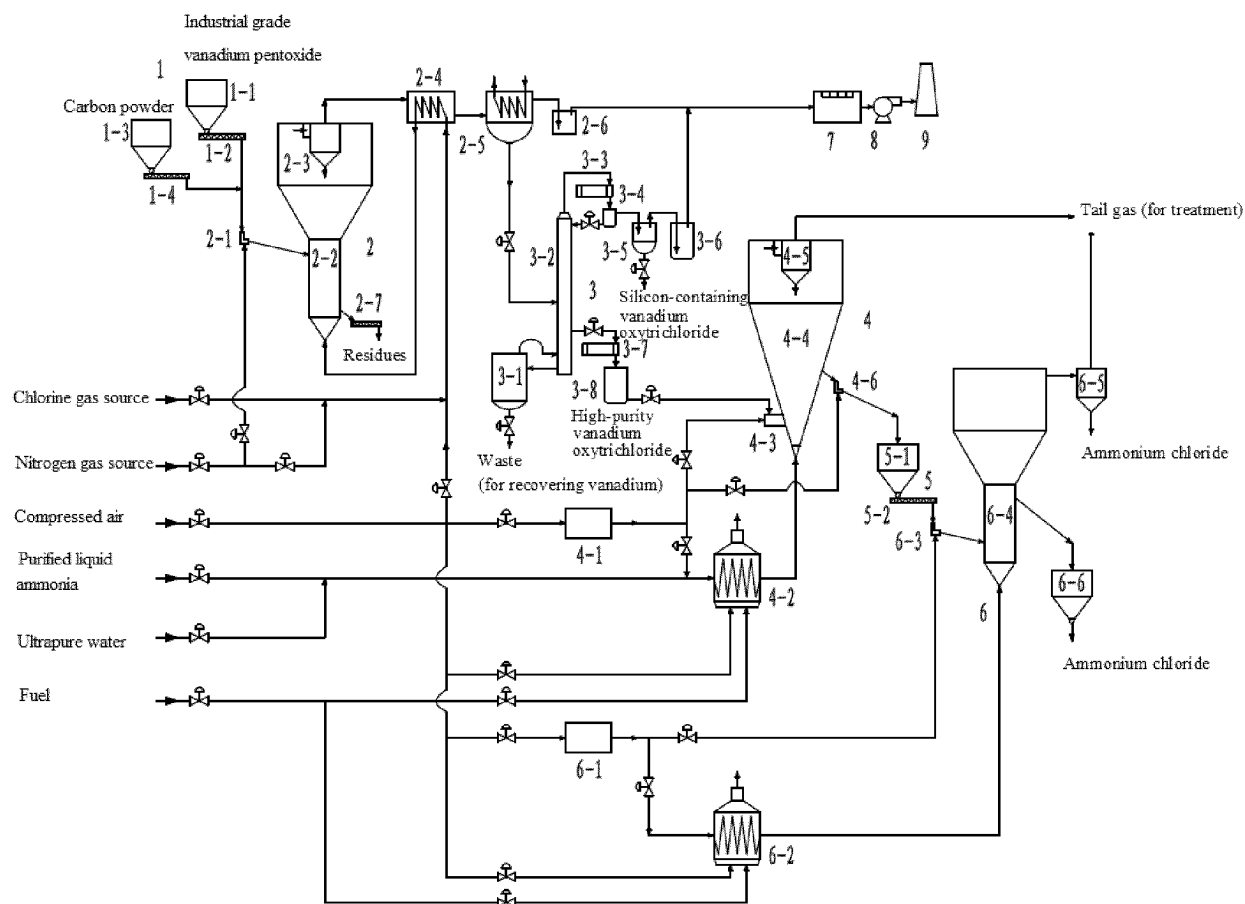 Industrial grade
vanadium pentoxide
1
1-1
Carbon powder
1-3
1-2
1-4
2-1
2-2
2-3
2
2-4
2-5
2-6
2-7
Residues
7
8
9
3-3
3-4
3-5
3-6
3-2
3
Silicon-containing
vanadium
oxytrichloride
3-1
3-7
3-8
High-purity
vanadium
oxytrichloride
Waste
(for recovering vanadium)
4-5
4-4
4
4-6
4-3
Tail gas (for treatment)
5-1
5
5-2
6-3
6-4
6-5
Ammonium chloride
6-6
6
Ammonium chloride
Chlorine gas source
Nitrogen gas source
Compressed air
4-1
Purified liquid
ammonia
4-2
Ultrapure water
Fuel
6-1
6-2